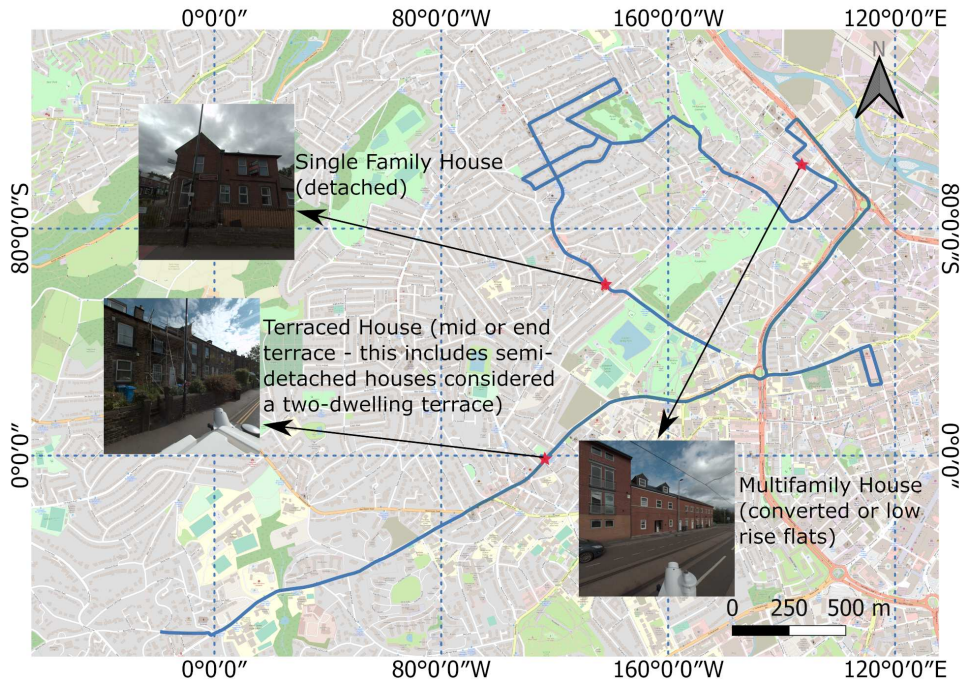 0°0′0″
80°0′0″W
160°0′0″W
120°0′0″E
N
80°0′0″S
80°0′0″S
Single Family House
(detached)
Terraced House (mid or end
terrace - this includes semi-
detached houses considered
a two-dwelling terrace)
0°0′0″
0°0′0″
Multifamily House
(converted or low
rise flats)
0 250 500 m
0°0′0″
80°0′0″W
160°0′0″W
120°0′0″E